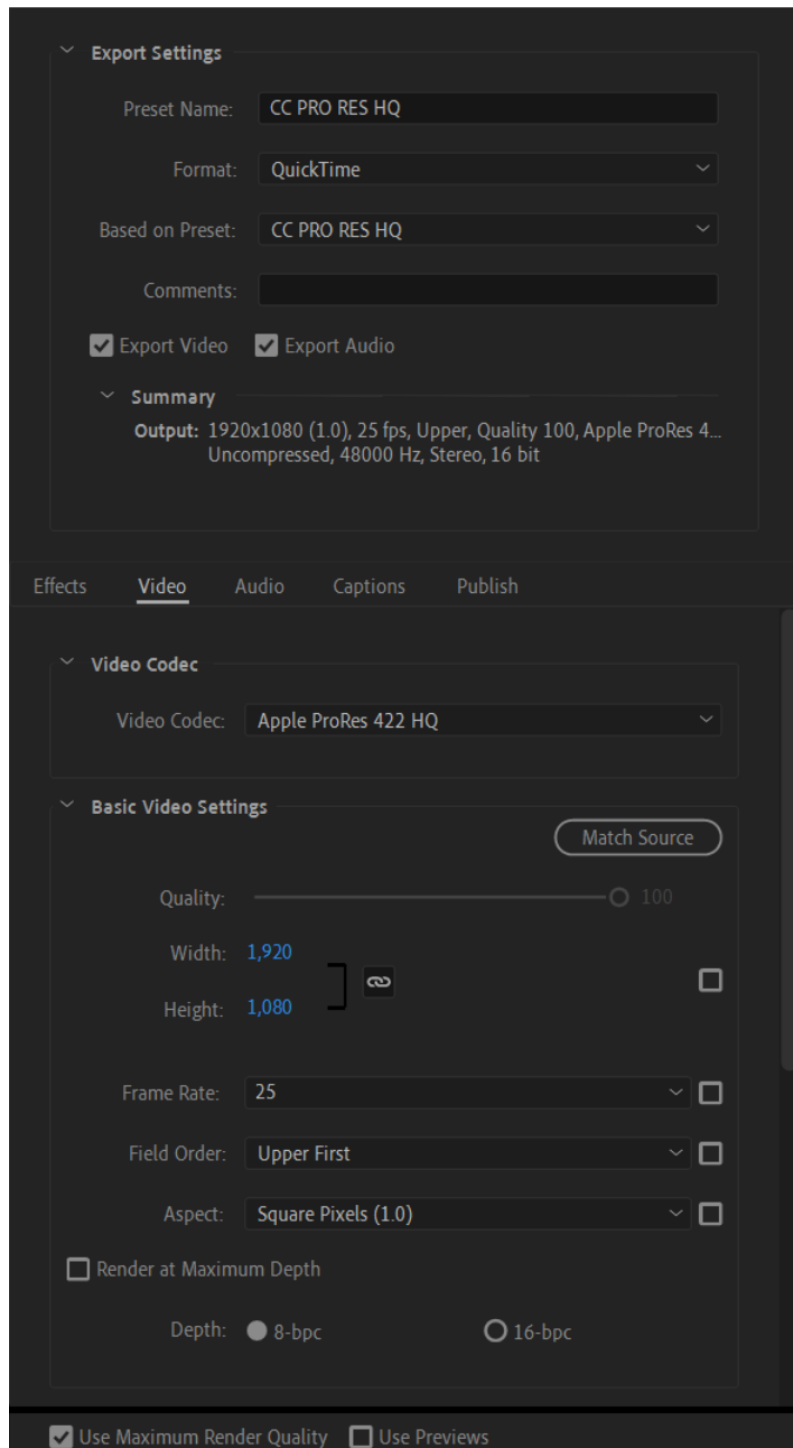 Export Settings
Preset Name: CC PRO RES HQ
Format: QuickTime
Based on Preset: CC PRO RES HQ
Comments:
Export Video Export Audio
Summary
Output: 1920x1080 (1.0), 25 fps, Upper, Quality 100, Apple ProRes 4...
Uncompressed, 48000 Hz, Stereo, 16 bit
Effects Video Audio Captions Publish
Video Codec
Video Codec: Apple ProRes 422 HQ
Basic Video Settings
Match Source
Quality: 100
Width: 1,920
Height: 1,080
Frame Rate: 25
Field Order: Upper First
Aspect: Square Pixels (1.0)
Render at Maximum Depth
Depth: 8-bpc 16-bpc
Use Maximum Render Quality Use Previews